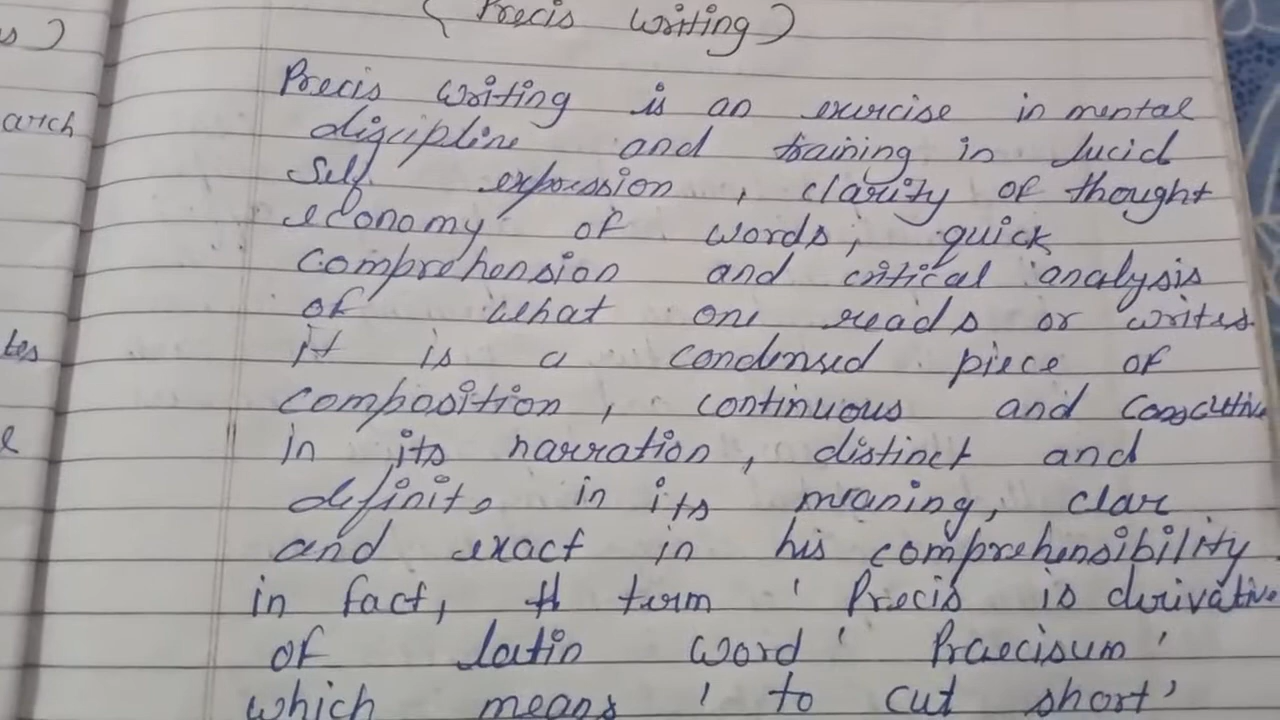 s)
( Precis Writing )
Precis writing is an exercise in mental
arch
discipline and training in lucid
Self expression, clarity of thought
economy of words, quick
comprehension and critical analysis
of what one reads or writes.
tes
it is a condensed piece of
composition, continuous and
in its narration, distinct and
e
definite in its meaning, clear
and exact in his comprehensibility
in fact, term ' Precis is derivative
of latin word ' Praecisum '
which means ' to cut short '